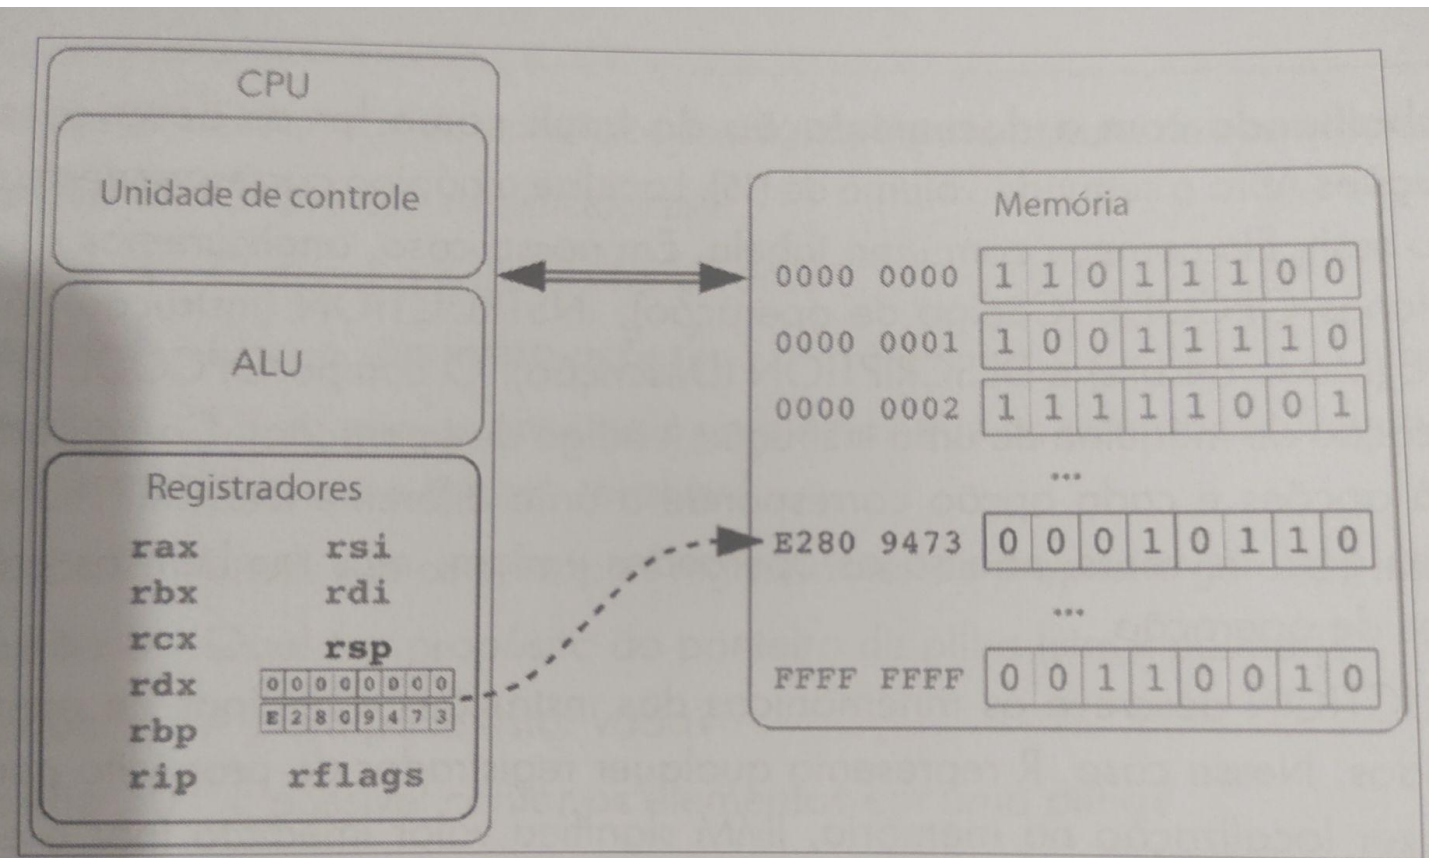 CPU
Unidade de controle
ALU
Registradores
rax rsi
rbx rdi
rcx rsp
rdx 0 0 0 0 0 0 0 0
rbp E 2 8 0 9 4 7 3
rip rflags
Memória
0000 0000 1 1 0 1 1 1 0 0
0000 0001 1 0 0 1 1 1 1 0
0000 0002 1 1 1 1 1 0 0 1
...
E280 9473 0 0 0 1 0 1 1 0
...
FFFF FFFF 0 0 1 1 0 0 1 0